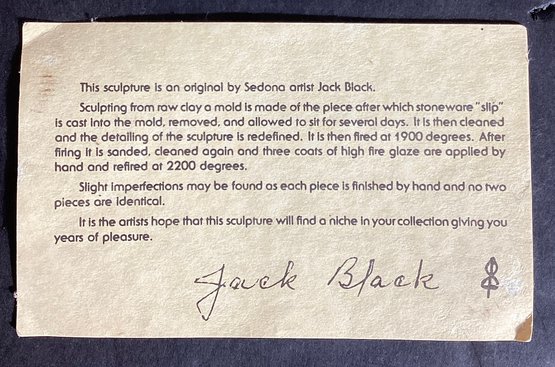 This sculpture is an original by Sedona artist Jack Black.
Sculpting from raw clay a mold is made of the piece after which stoneware "slip"
is cast into the mold, removed, and allowed to sit for several days. It is then cleaned
and the detailing of the sculpture is redefined. It is then fired at 1900 degrees. After
firing it is sanded, cleaned again and three coats of high fire glaze are applied by
hand and refired at 2200 degrees.
Slight imperfections may be found as each piece is finished by hand and no two
pieces are identical.
It is the artists hope that this sculpture will find a niche in your collection giving you
years of pleasure.
Jack Black